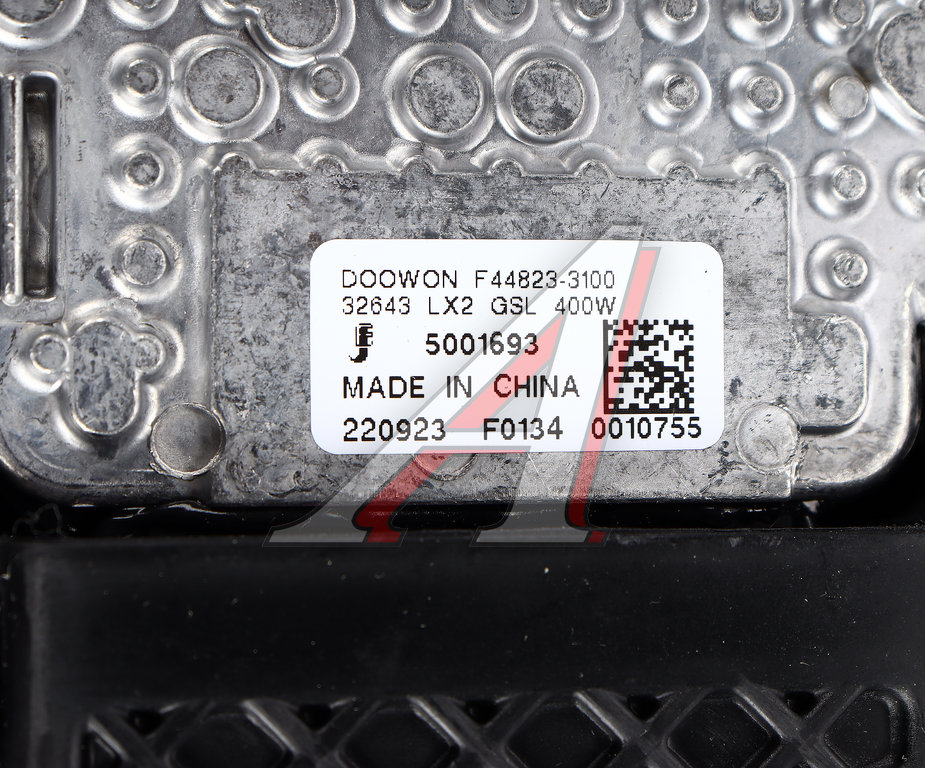 DOOWON F44823-3100
32643 LX2 GSL 400W
5001693
MADE IN CHINA
220923 F0134 0010755